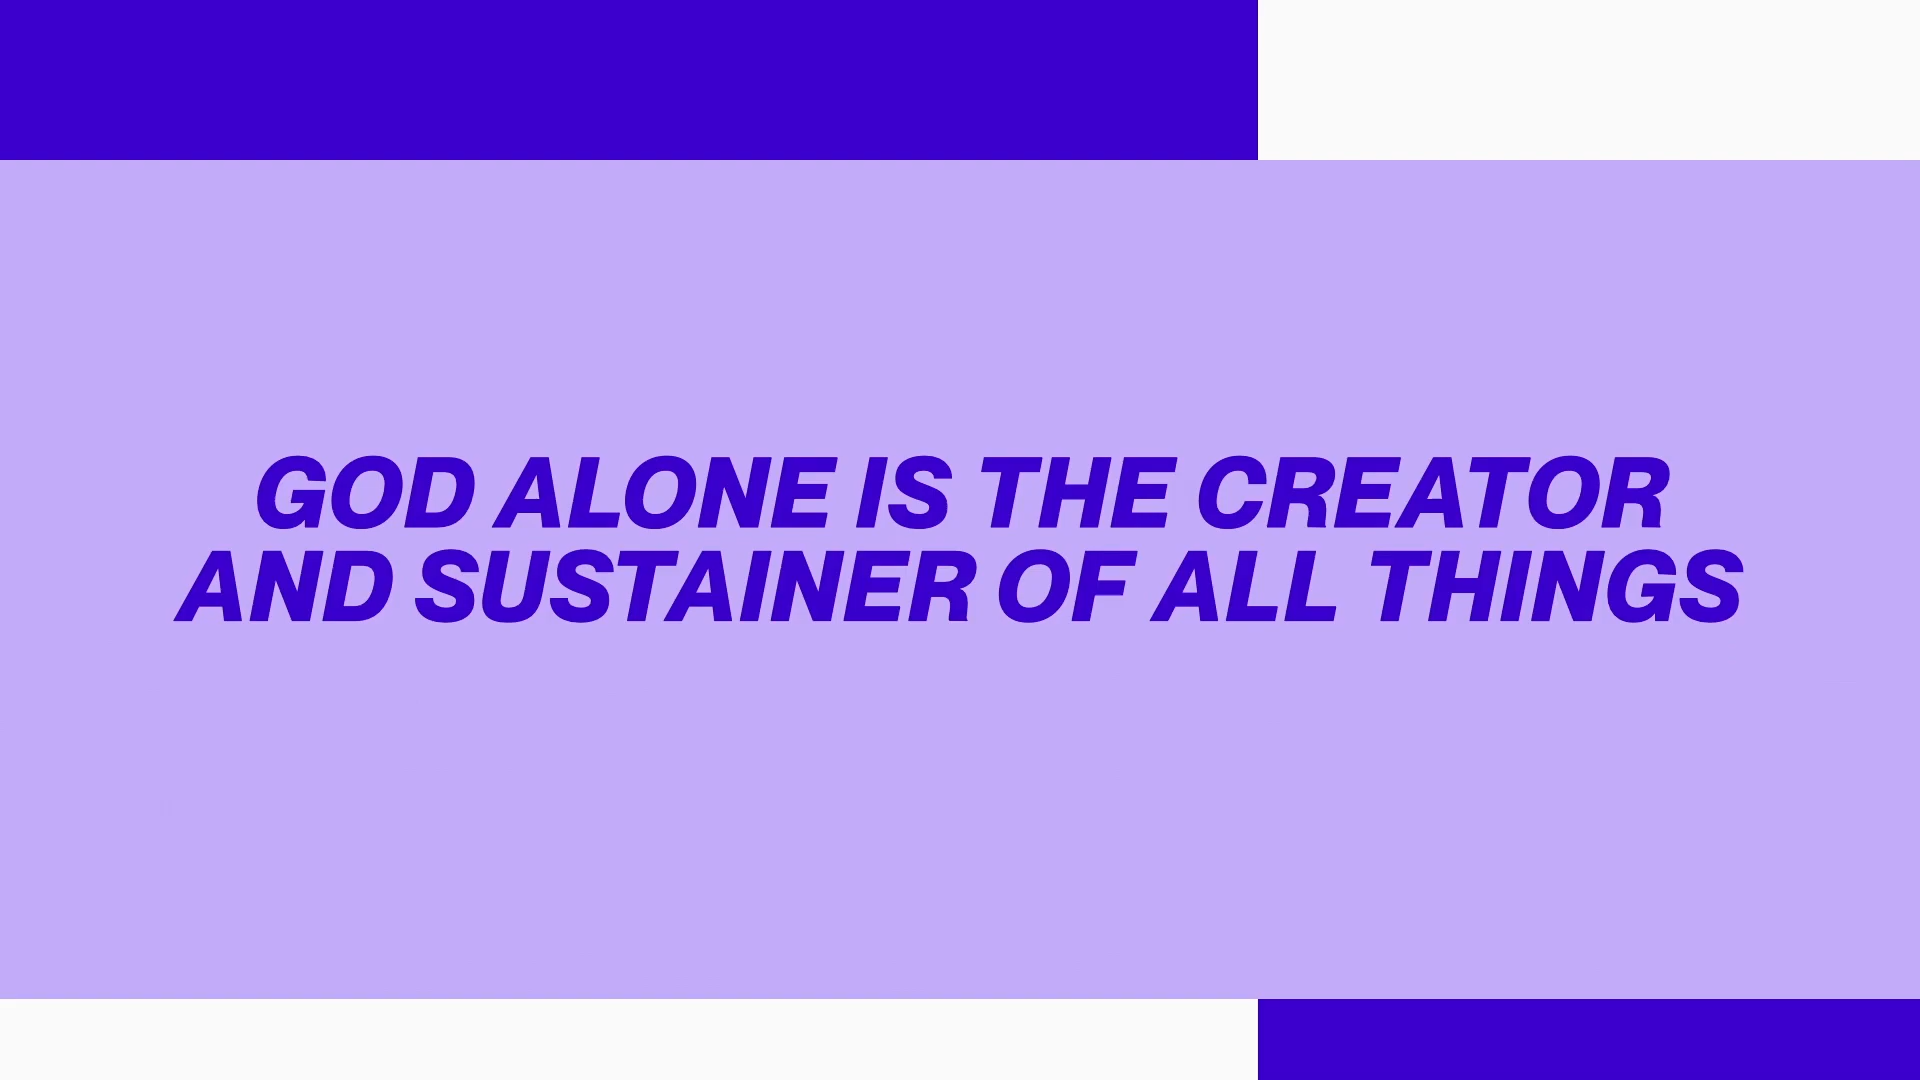 GOD ALONE IS THE CREATOR
AND SUSTAINER OF ALL THINGS